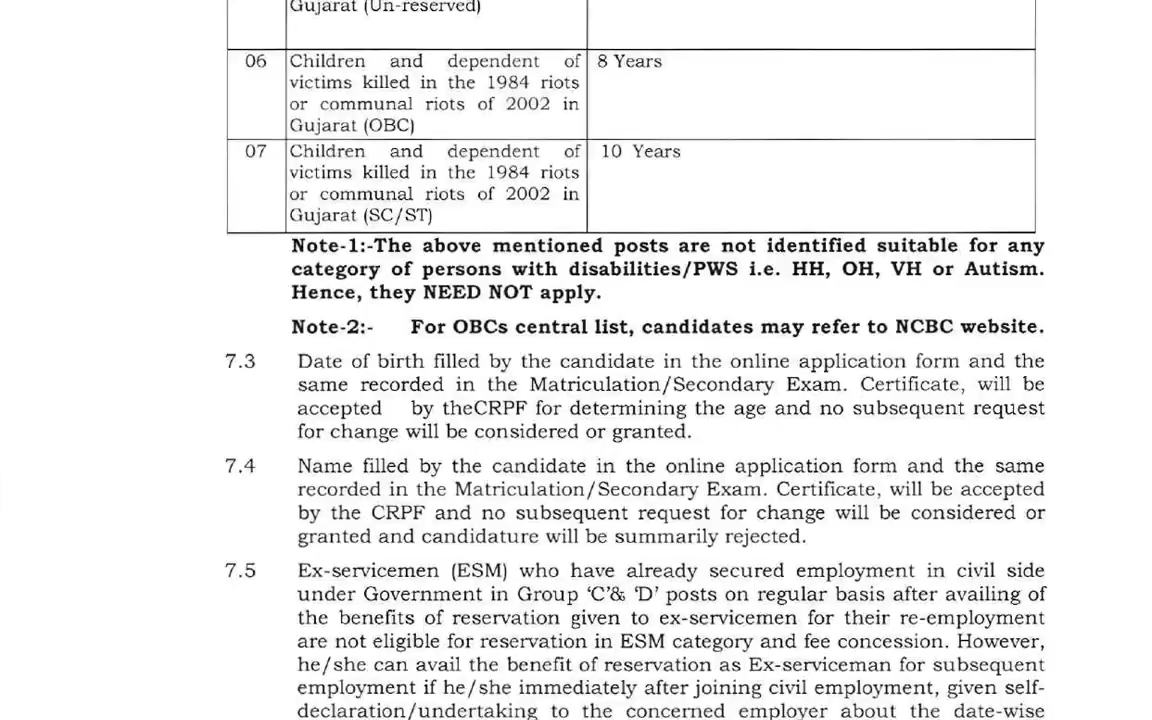 Gujarat (Un-reserved)
06 Children and dependent of 8 Years
victims killed in the 1984 riots
or communal riots of 2002 in
Gujarat (OBC)
07 Children and dependent of 10 Years
victims killed in the 1984 riots
or communal riots of 2002 in
Gujarat (SC/ST)
Note-1:-The above mentioned posts are not identified suitable for any
category of persons with disabilities/PWS i.e. HH, OH, VH or Autism.
Hence, they NEED NOT apply.
Note-2:- For OBCs central list, candidates may refer to NCBC website.
7.3 Date of birth filled by the candidate in the online application form and the
same recorded in the Matriculation/Secondary Exam. Certificate, will be
accepted by theCRPF for determining the age and no subsequent request
for change will be considered or granted.
7.4 Name filled by the candidate in the online application form and the same
recorded in the Matriculation/Secondary Exam. Certificate, will be accepted
by the CRPF and no subsequent request for change will be considered or
granted and candidature will be summarily rejected.
7.5 Ex-servicemen (ESM) who have already secured employment in civil side
under Government in Group ‘C’& ‘D’ posts on regular basis after availing of
the benefits of reservation given to ex-servicemen for their re-employment
are not eligible for reservation in ESM category and fee concession. However,
he/she can avail the benefit of reservation as Ex-serviceman for subsequent
employment if he/she immediately after joining civil employment, given self-
declaration/undertaking to the concerned employer about the date-wise